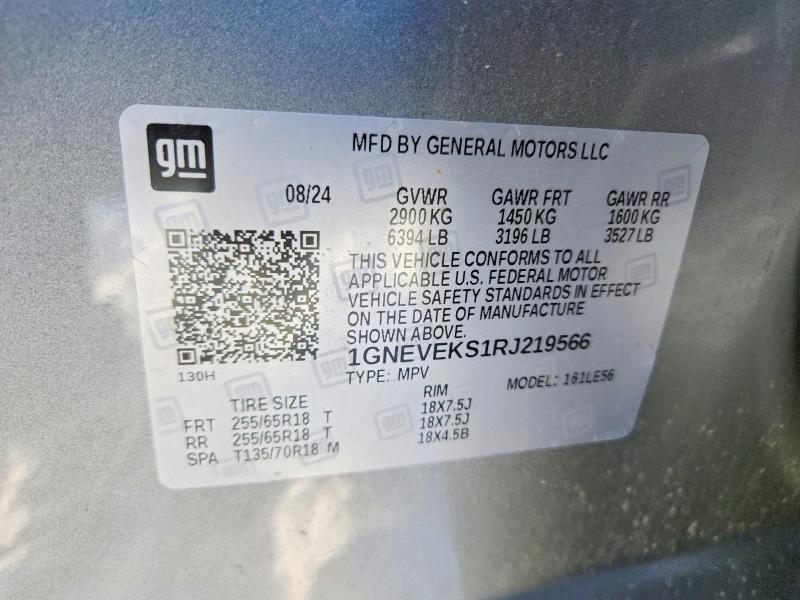 gm
MFD BY GENERAL MOTORS LLC
08/24 GVWR GAWR FRT GAWR RR
2900 KG 1450 KG 1600 KG
6394 LB 3196 LB 3527 LB
THIS VEHICLE CONFORMS TO ALL
APPLICABLE U.S. FEDERAL MOTOR
VEHICLE SAFETY STANDARDS IN EFFECT
ON THE DATE OF MANUFACTURE
SHOWN ABOVE.
1GNEVEKS1RJ219566
130H
TYPE: MPV MODEL: 161LE56
TIRE SIZE RIM
FRT 255/65R18 T 18X7.5J
RR 255/65R18 T 18X7.5J
SPA T135/70R18 M 18X4.5B